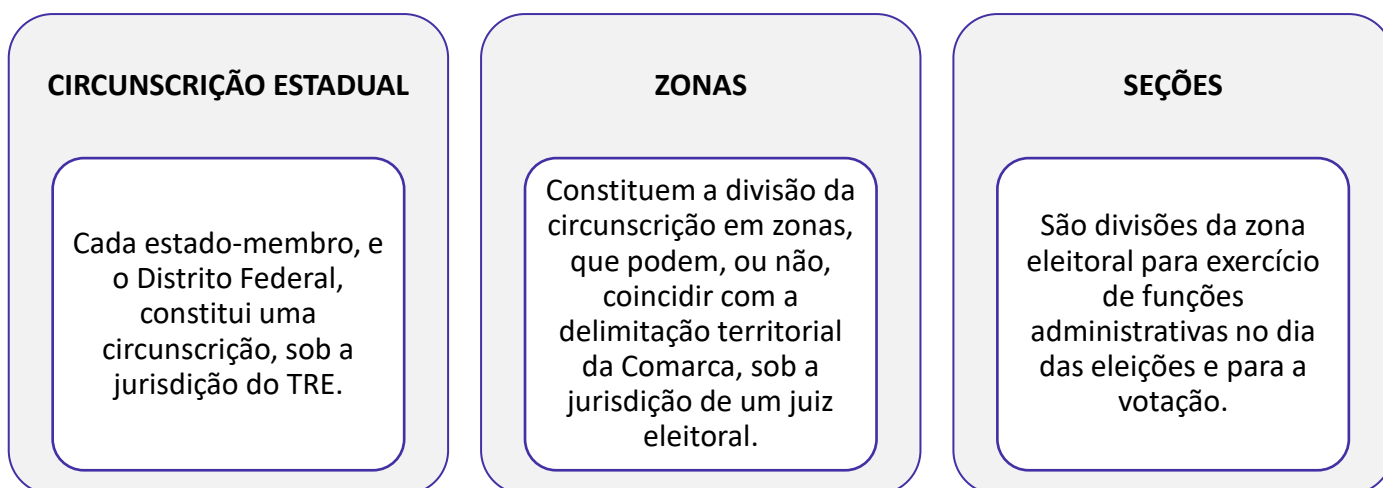 CIRCUNSCRIÇÃO ESTADUAL
Cada estado-membro, e
o Distrito Federal,
constitui uma
circunscrição, sob a
jurisdição do TRE.
ZONAS
Constituem a divisão da
circunscrição em zonas,
que podem, ou não,
coincidir com a
delimitação territorial
da Comarca, sob a
jurisdição de um juiz
eleitoral.
SEÇÕES
São divisões da zona
eleitoral para exercício
de funções
administrativas no dia
das eleições e para a
votação.